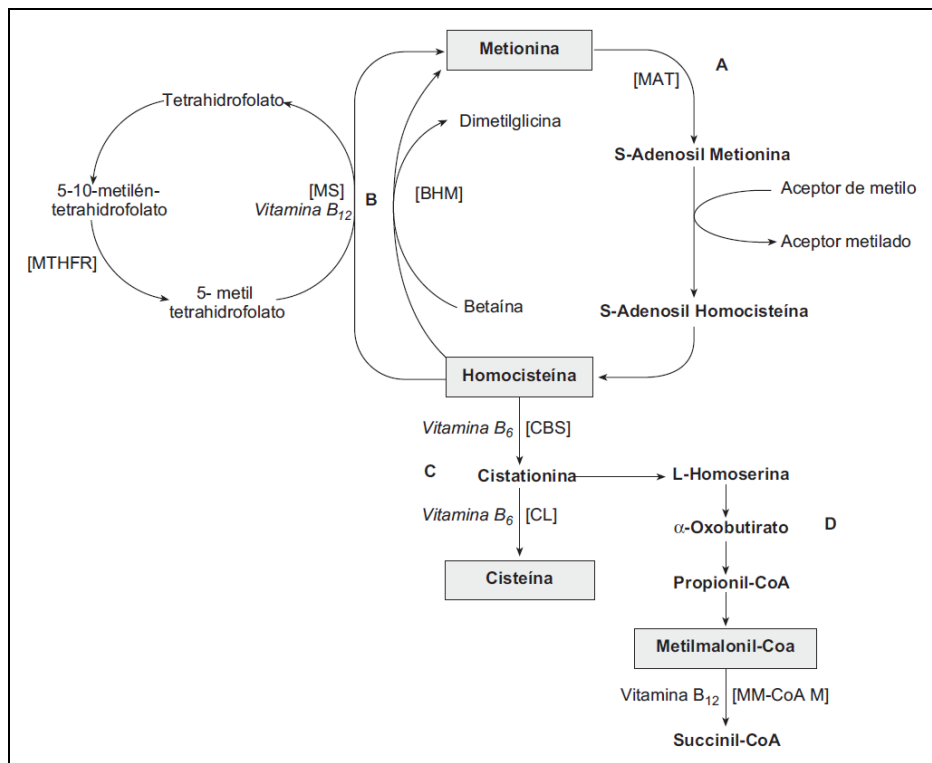 Metionina
[MAT]
A
Tetrahidrofolato
Dimetilglicina
S-Adenosil Metionina
5-10-metilén-
tetrahidrofolato
[MS]
Vitamina B12
B
[BHM]
Aceptor de metilo
Aceptor metilado
[MTHFR]
5- metil
tetrahidrofolato
Betaína
S-Adenosil Homocisteína
Homocisteína
Vitamina B6
[CBS]
C
Cistationina
L-Homoserina
Vitamina B6
[CL]
α-Oxobutirato
D
Cisteína
Propionil-CoA
Metilmalonil-Coa
Vitamina B12
[MM-CoA M]
Succinil-CoA